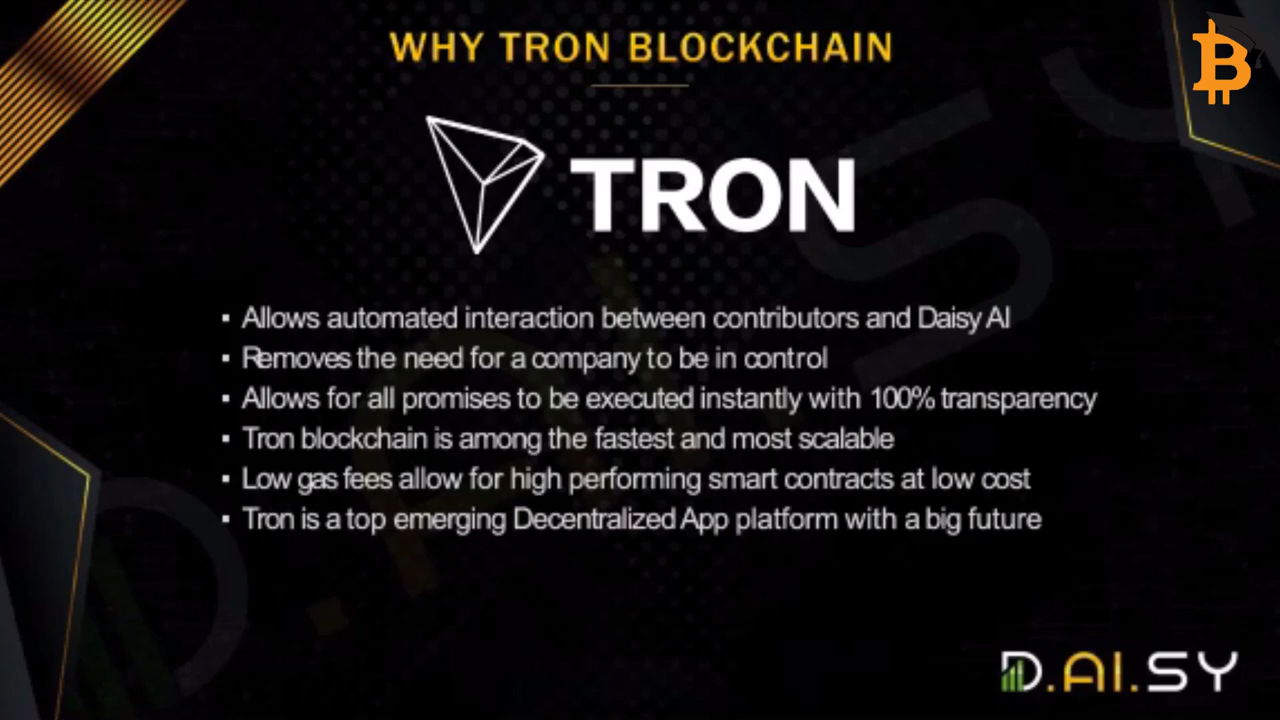 WHY TRON BLOCKCHAIN
TRON
▪ Allows automated interaction between contributors and Daisy AI
▪ Removes the need for a company to be in control
▪ Allows for all promises to be executed instantly with 100% transparency
▪ Tron blockchain is among the fastest and most scalable
▪ Low gas fees allow for high performing smart contracts at low cost
▪ Tron is a top emerging Decentralized App platform with a big future
D.AI.SY